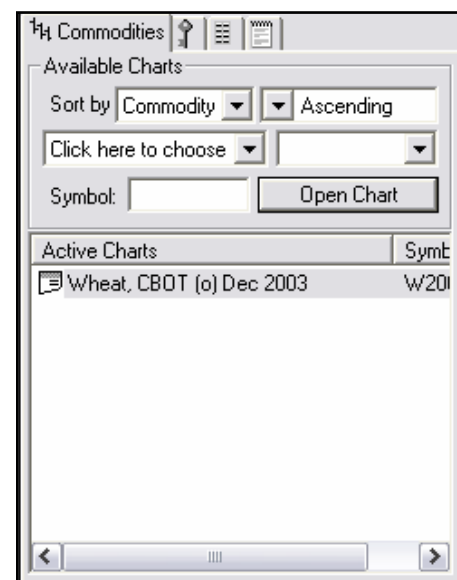 Commodities
Available Charts
Sort by Commodity Ascending
Click here to choose
Symbol: Open Chart
Active Charts Symb
Wheat, CBOT (o) Dec 2003 W200